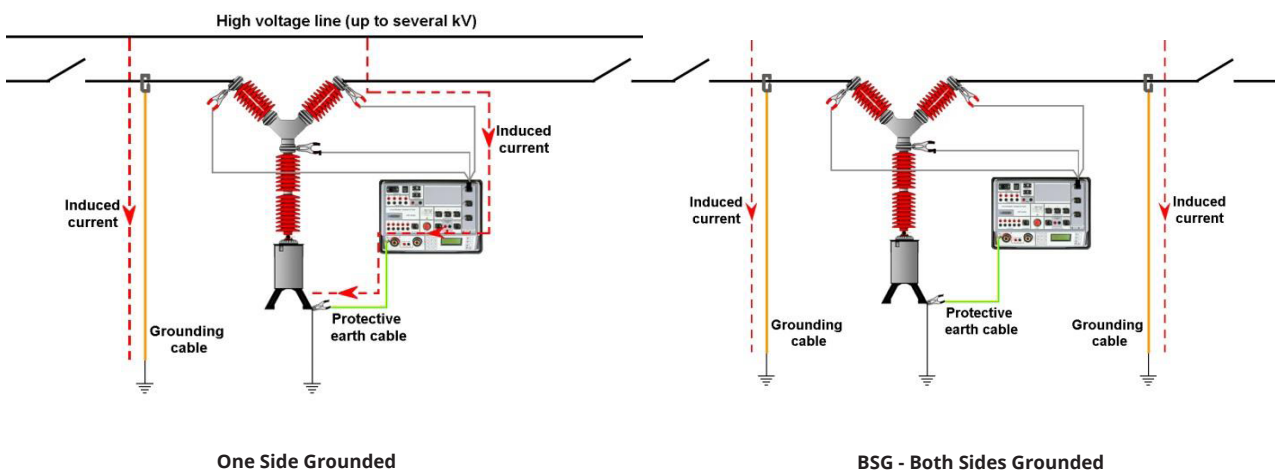 High voltage line (up to several kV)
Induced
current
Induced
current
Grounding
cable
Protective
earth cable
One Side Grounded
Induced
current
Induced
current
Grounding
cable
Protective
earth cable
Grounding
cable
BSG - Both Sides Grounded